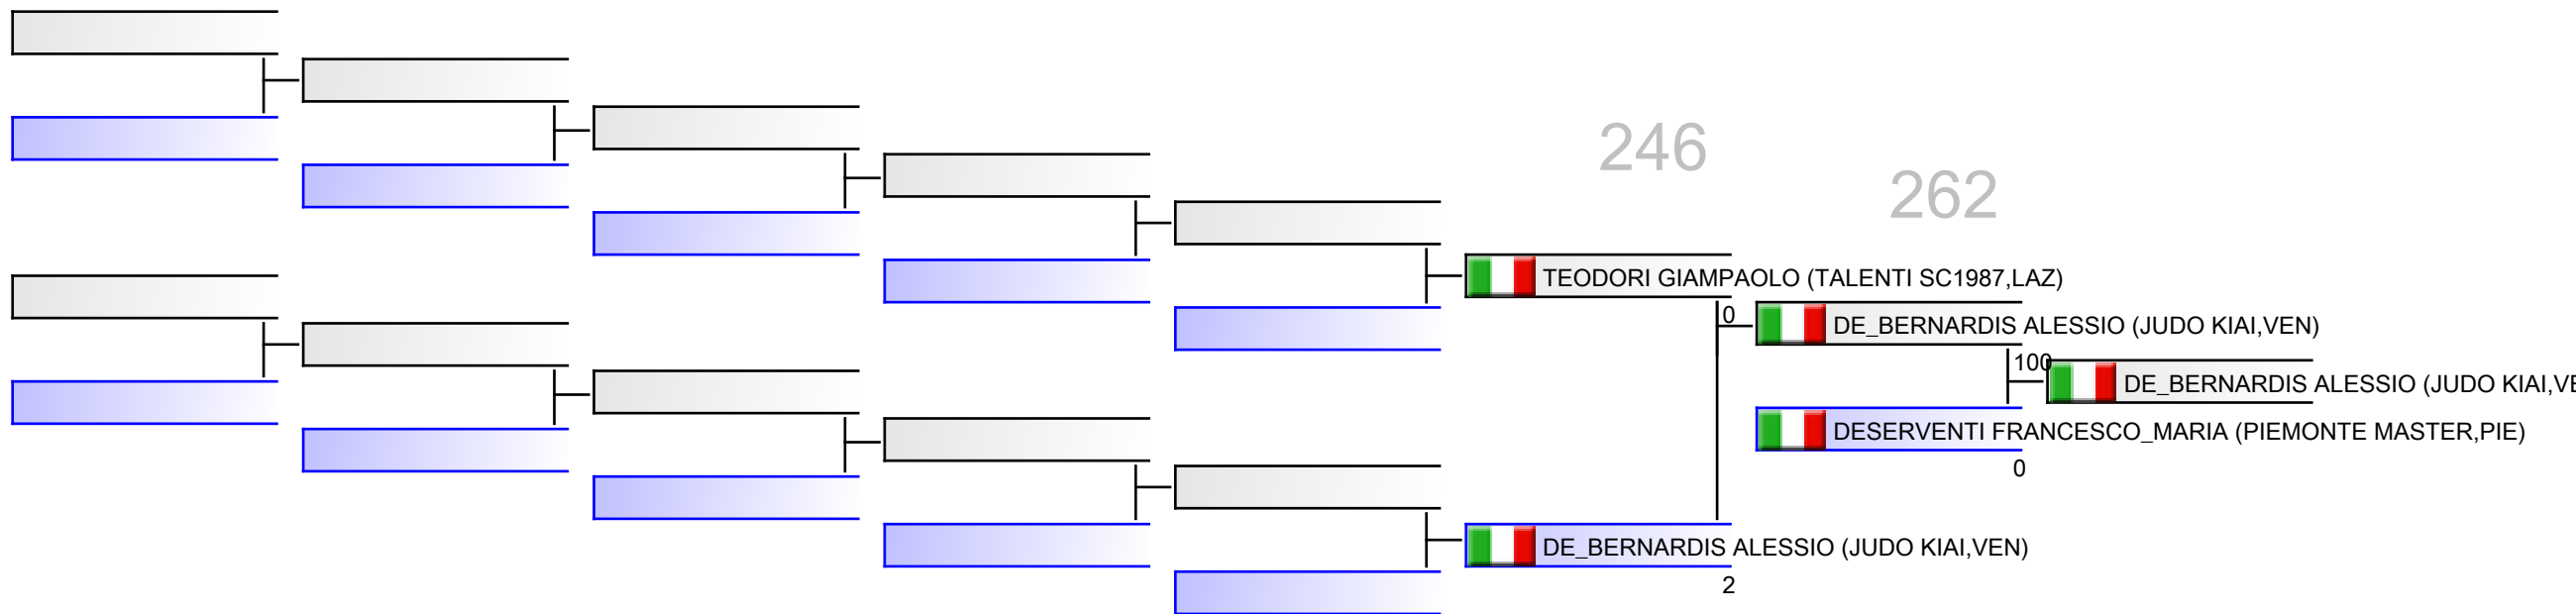 246
262
TEODORI GIAMPAOLO (TALENTI SC1987,LAZ)
0
DE_BERNARDIS ALESSIO (JUDO KIAI,VEN)
100
DE_BERNARDIS ALESSIO (JUDO KIAI,VE
DESERVENTI FRANCESCO_MARIA (PIEMONTE MASTER,PIE)
0
DE_BERNARDIS ALESSIO (JUDO KIAI,VEN)
2